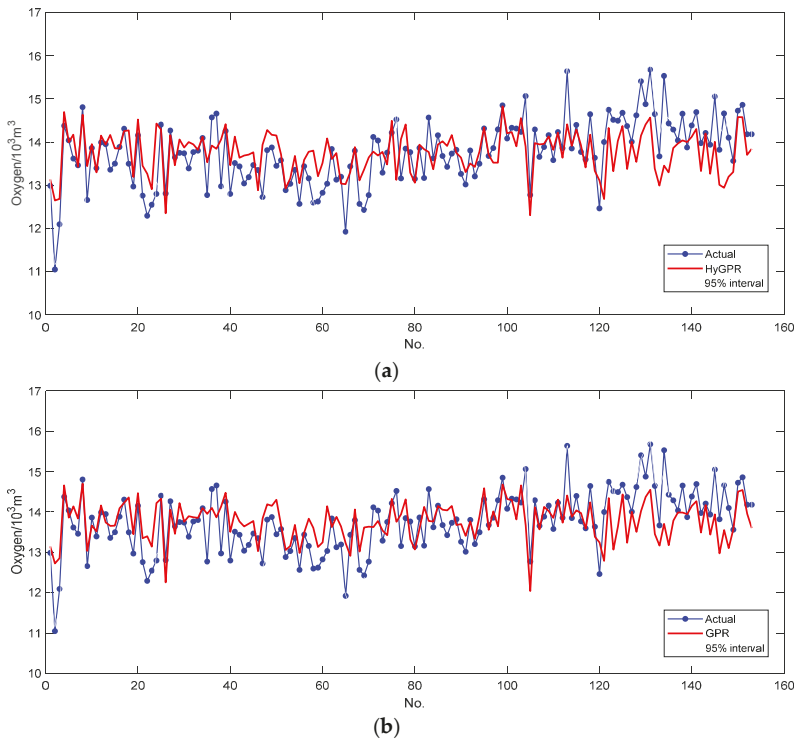 17
16
15
14
13
12
11
10
Oxygen/10³m³
0 20 40 60 80 100 120 140 160
No.
Actual
HyGPR
95% interval
(a)
17
16
15
14
13
12
11
10
Oxygen/10³m³
0 20 40 60 80 100 120 140 160
No.
Actual
GPR
95% interval
(b)